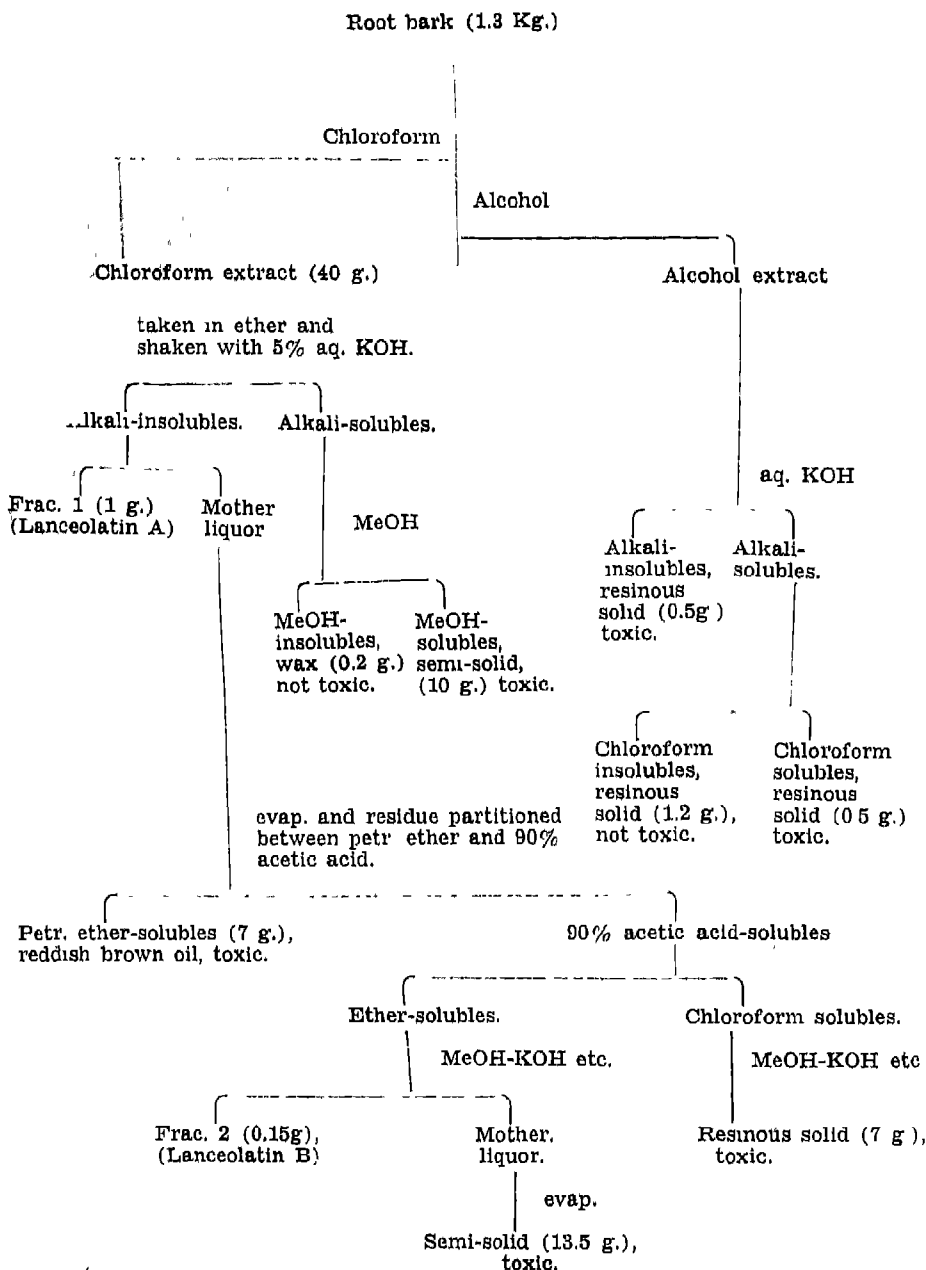 Root bark (1.3 Kg.)
Chloroform
Alcohol
Chloroform extract (40 g.)
Alcohol extract
taken in ether and
shaken with 5% aq. KOH.
lkali-insolubles.
Alkali-solubles.
aq. KOH
Frac. 1 (1 g.)
(Lanceolatin A)
Mother
liquor
MeOH
Alkali-
insolubles,
resinous
solid (0.5g )
toxic.
Alkali-
solubles.
MeOH-
insolubles,
wax (0.2 g.)
not toxic.
MeOH-
solubles,
semi-solid,
(10 g.) toxic.
Chloroform
insolubles,
resinous
solid (1.2 g.),
not toxic.
Chloroform
solubles,
resinous
solid (0 5 g.)
toxic.
evap. and residue partitioned
between petr ether and 90%
acetic acid.
Petr. ether-solubles (7 g.),
reddish brown oil, toxic.
90% acetic acid-solubles
Ether-solubles.
Chloroform solubles.
MeOH-KOH etc.
MeOH-KOH etc
Frac. 2 (0.15g),
(Lanceolatin B)
Mother.
liquor.
Resinous solid (7 g ),
toxic.
evap.
Semi-solid (13.5 g.),
toxic.